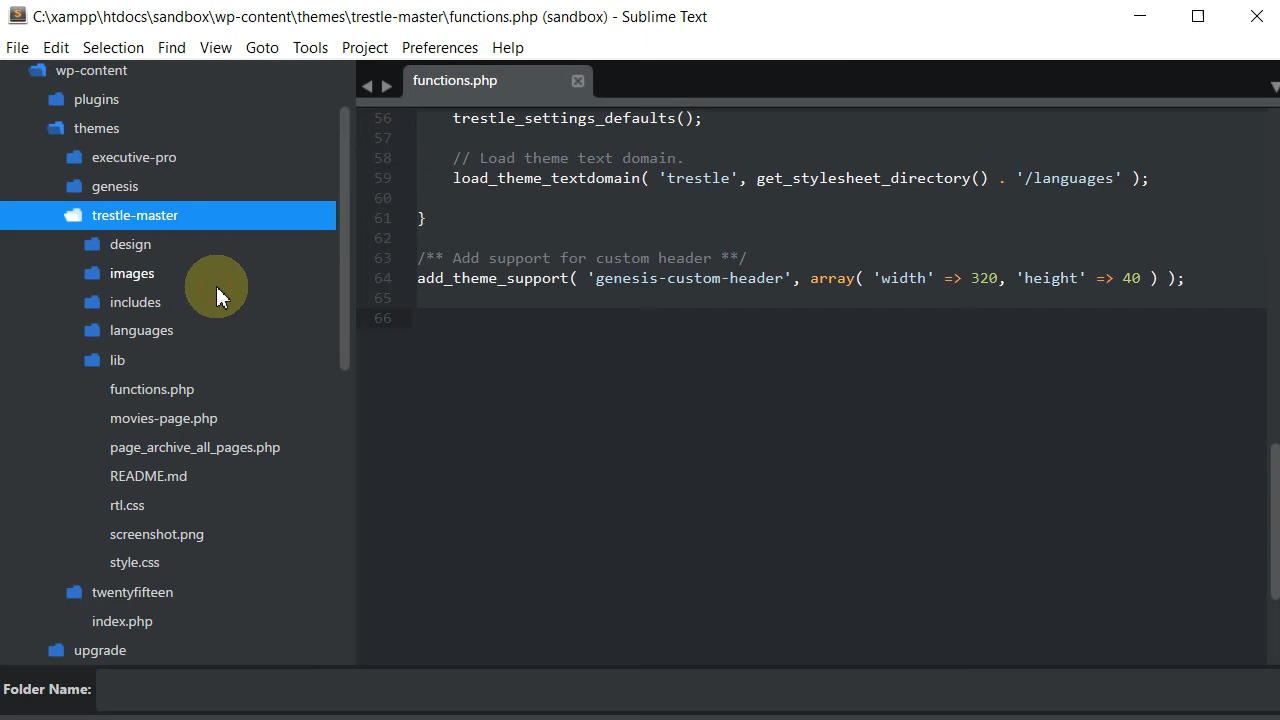 C:\xampp\htdocs\sandbox\wp-content\themes\trestle-master\functions.php (sandbox) - Sublime Text
File Edit Selection Find View Goto Tools Project Preferences Help
wp-content
plugins
themes
executive-pro
genesis
trestle-master
design
images
includes
languages
lib
functions.php
movies-page.php
page_archive_all_pages.php
README.md
rtl.css
screenshot.png
style.css
twentyfifteen
index.php
upgrade
functions.php
56 trestle_settings_defaults();
57
58 // Load theme text domain.
59 load_theme_textdomain( 'trestle', get_stylesheet_directory() . '/languages' );
60
61 }
62
63 /** Add support for custom header **/
64 add_theme_support( 'genesis-custom-header', array( 'width' => 320, 'height' => 40 ) );
65
66
Folder Name: